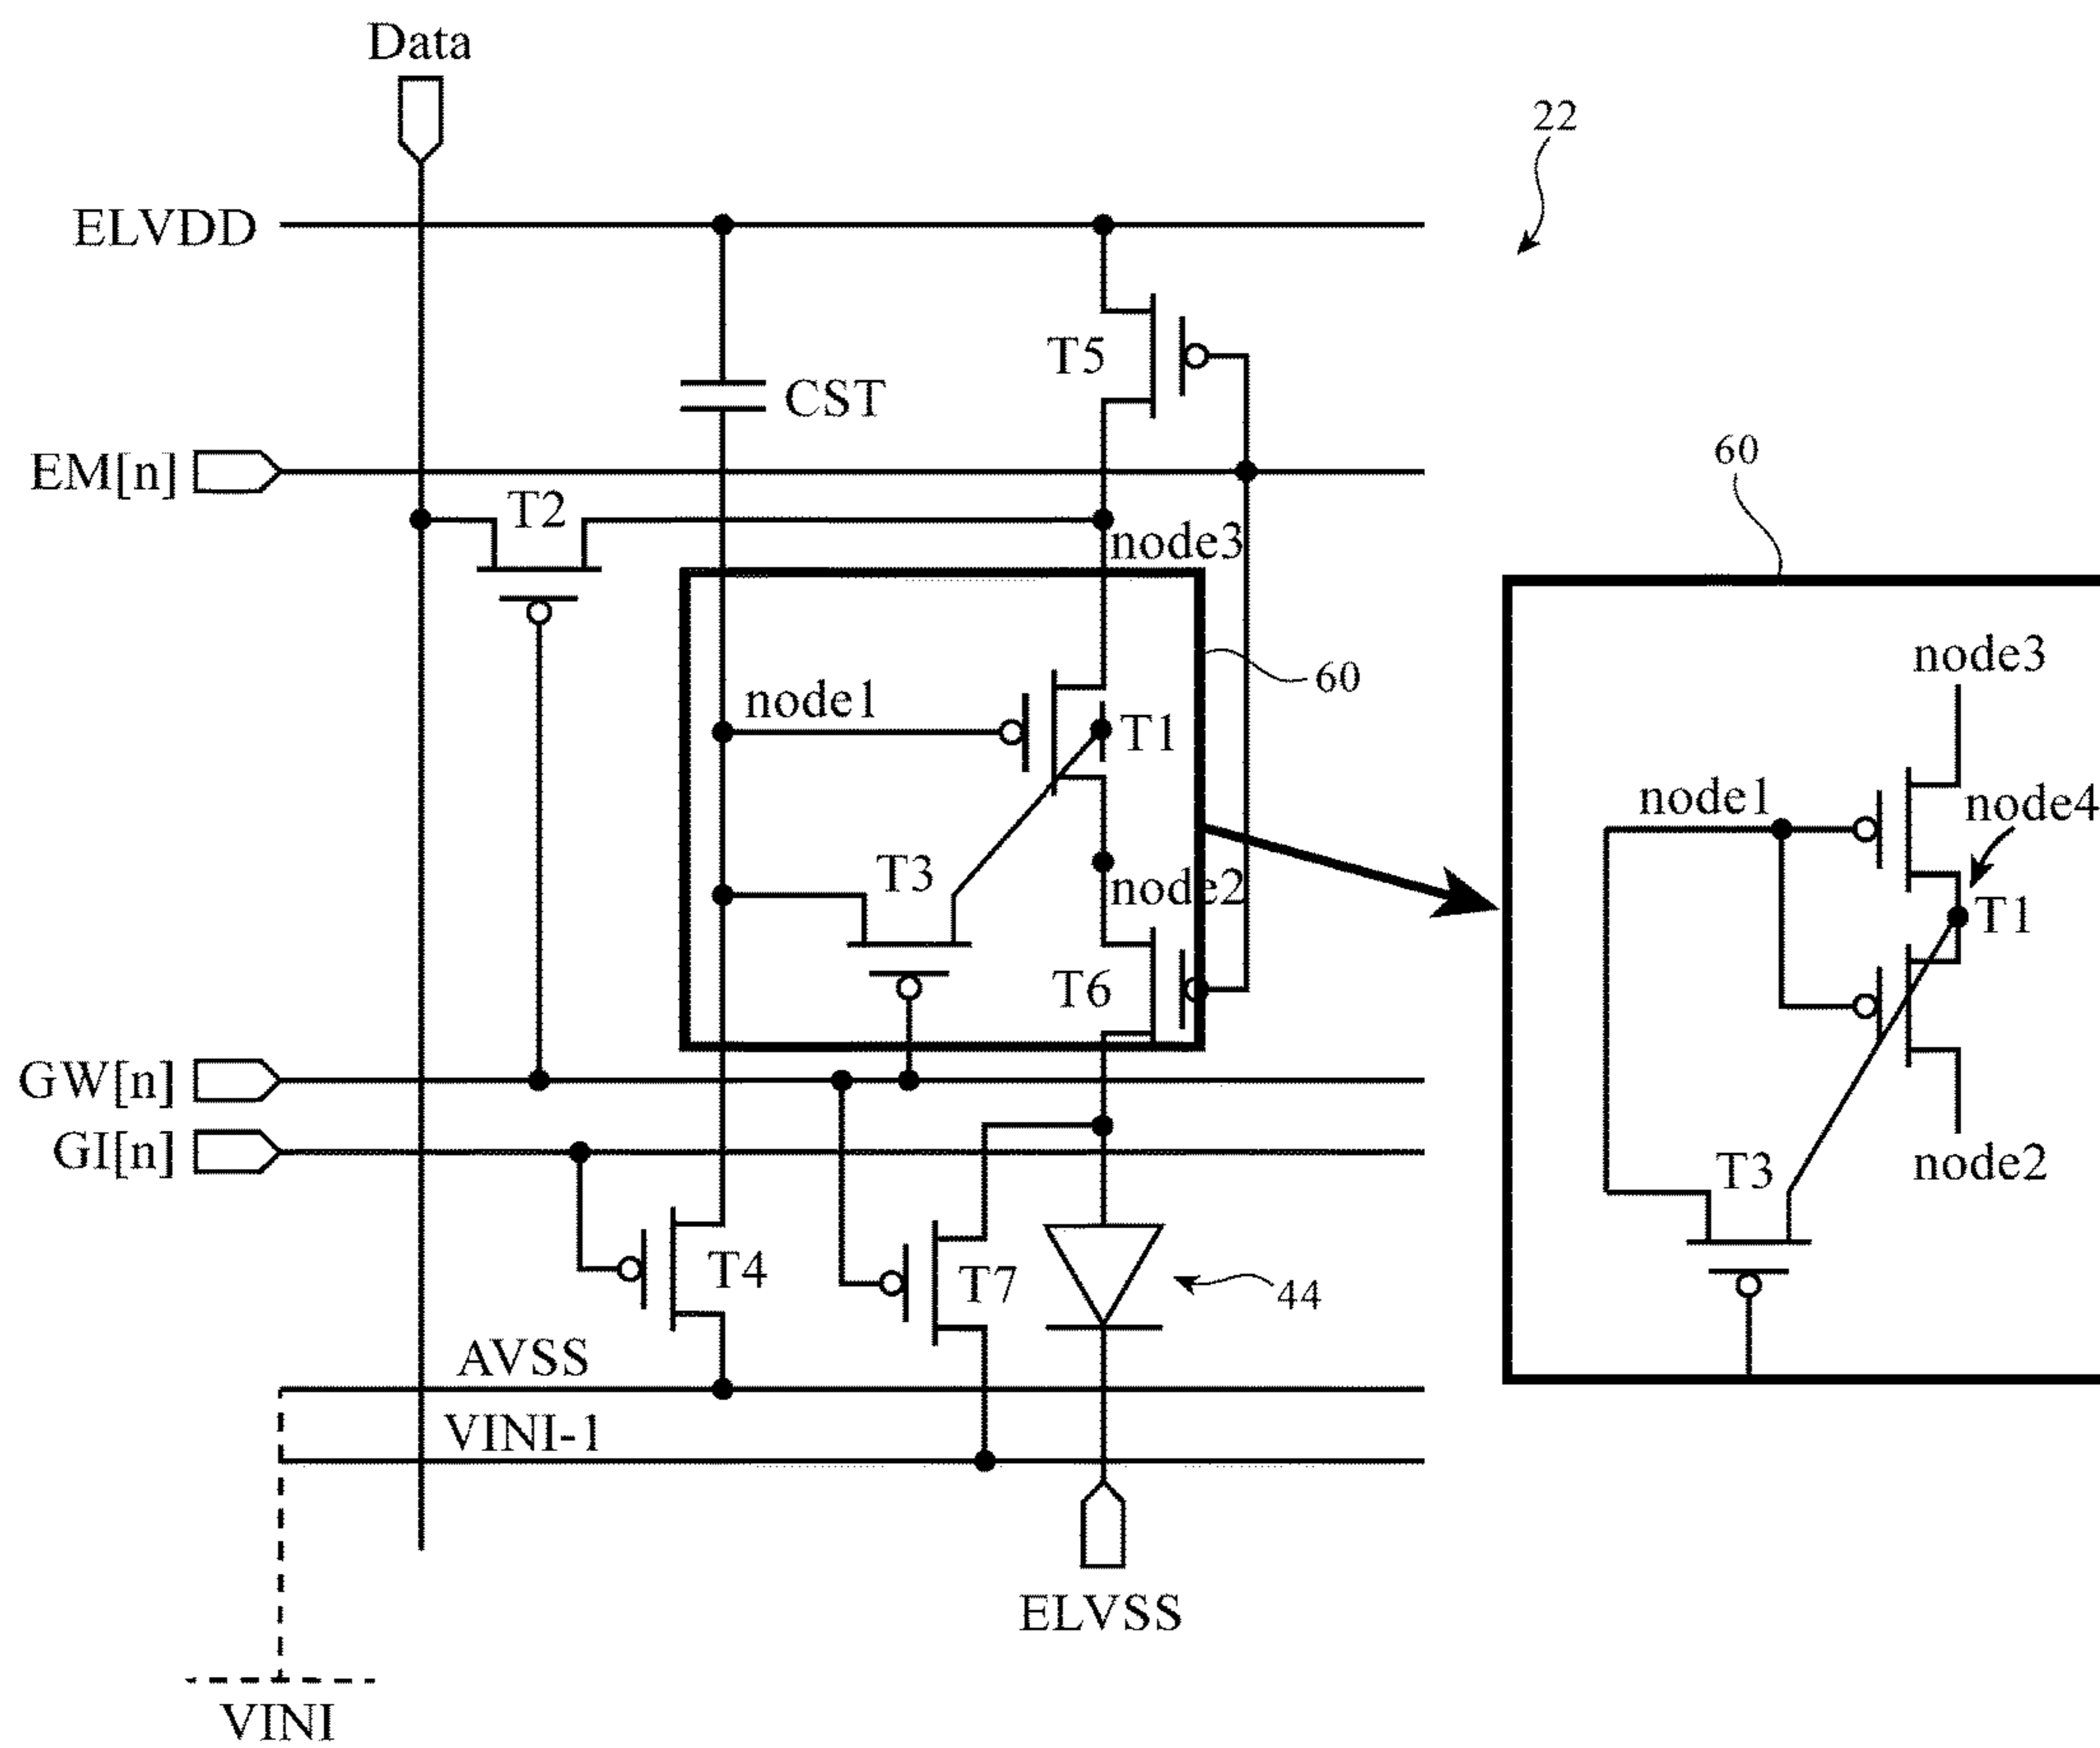 Data
22
ELVDD
T5
CST
EM[n]
60
T2
node3
node3
node1
60
T1
node1
node4
T3
node2
T1
T6
GW[n]
GI[n]
T3
node2
T4
T7
44
AVSS
VINI-1
ELVSS
VINI